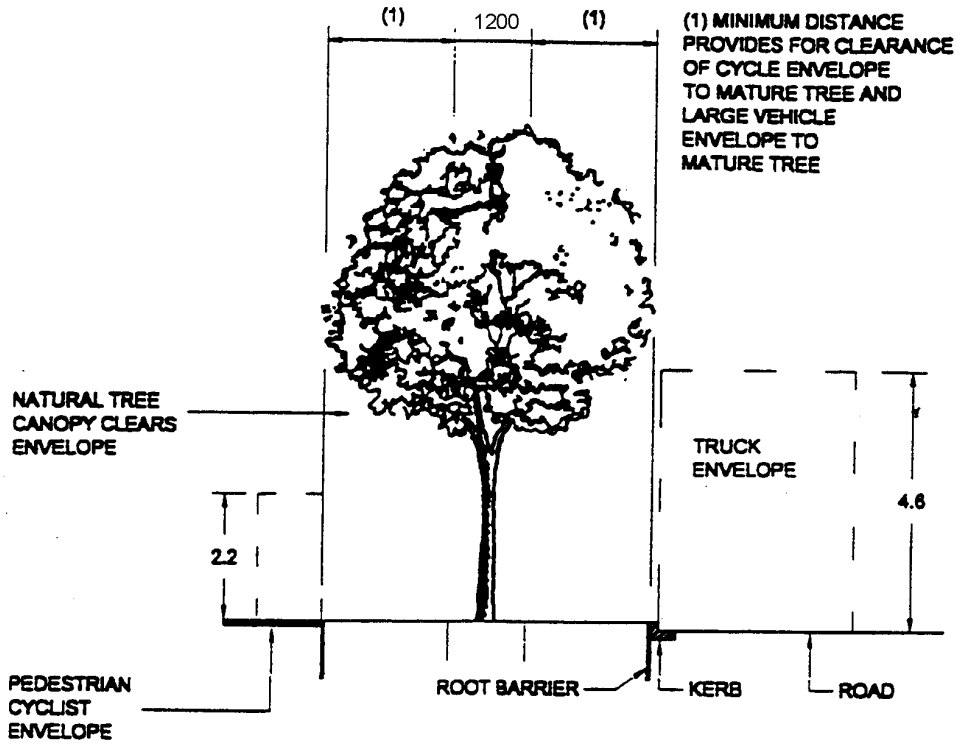 (1) 1200 (1)
(1) MINIMUM DISTANCE
PROVIDES FOR CLEARANCE
OF CYCLE ENVELOPE
TO MATURE TREE AND
LARGE VEHICLE
ENVELOPE TO
MATURE TREE
NATURAL TREE
CANOPY CLEARS
ENVELOPE
TRUCK
ENVELOPE
4.6
2.2
PEDESTRIAN
CYCLIST
ENVELOPE
ROOT BARRIER
KERB
ROAD